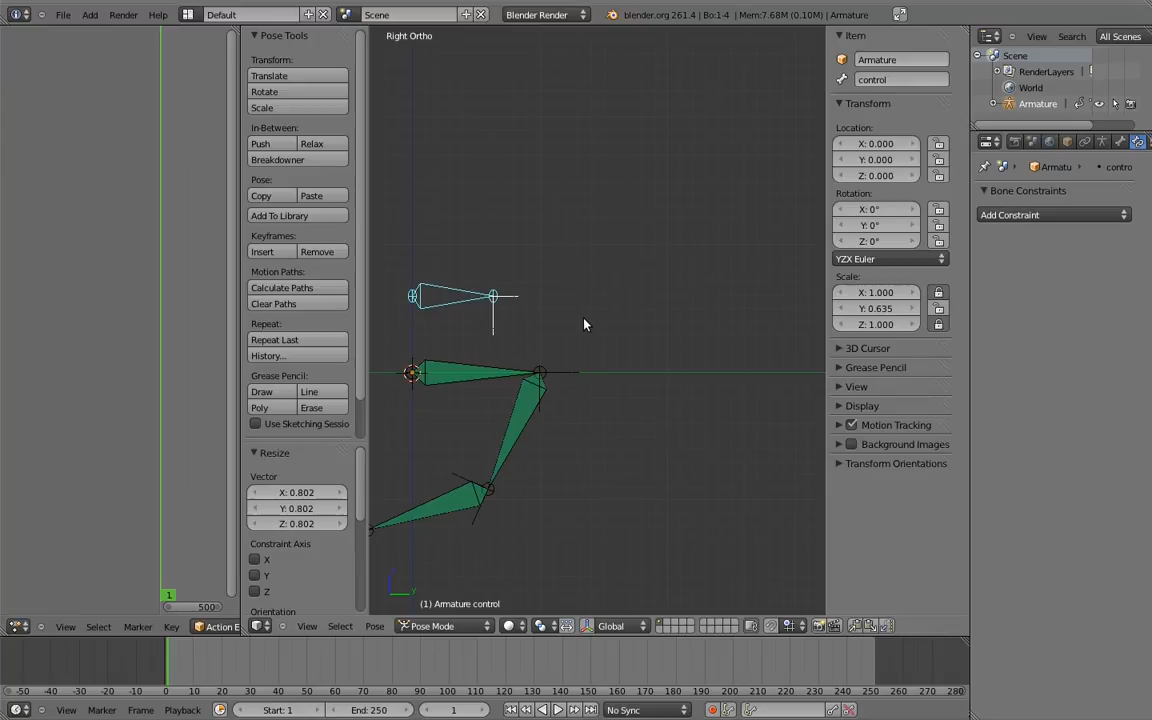 File Add Render Help Default Scene Blender Render blender.org 261.4 | Bo:1-4 | Mem:7.68M (0.10M) | Armature
View Search All Scenes
Scene
RenderLayers
World
Armature
Armatu
contro
Bone Constraints
Add Constraint
Pose Tools
Transform:
Translate
Rotate
Scale
In-Between:
Push Relax
Breakdowner
Pose:
Copy Paste
Add To Library
Keyframes:
Insert Remove
Motion Paths:
Calculate Paths
Clear Paths
Repeat:
Repeat Last
History...
Grease Pencil:
Draw Line
Poly Erase
Use Sketching Sessio
Resize
Vector
X: 0.802
Y: 0.802
Z: 0.802
Constraint Axis
X
Y
Z
Orientation
Right Ortho
(1) Armature control
Item
Armature
control
Transform
Location:
X: 0.000
Y: 0.000
Z: 0.000
Rotation:
X: 0°
Y: 0°
Z: 0°
YZX Euler
Scale:
X: 1.000
Y: 0.635
Z: 1.000
3D Cursor
Grease Pencil
View
Display
Motion Tracking
Background Images
Transform Orientations
1
500
View Select Marker Key Action E
View Select Pose Pose Mode Global
-50 -40 -30 -20 -10 0 10 20 30 40 50 60 70 80 90 100 110 120 130 140 150 160 170 180 190 200 210 220 230 240 250 260 270 280
View Marker Frame Playback Start: 1 End: 250 1 No Sync